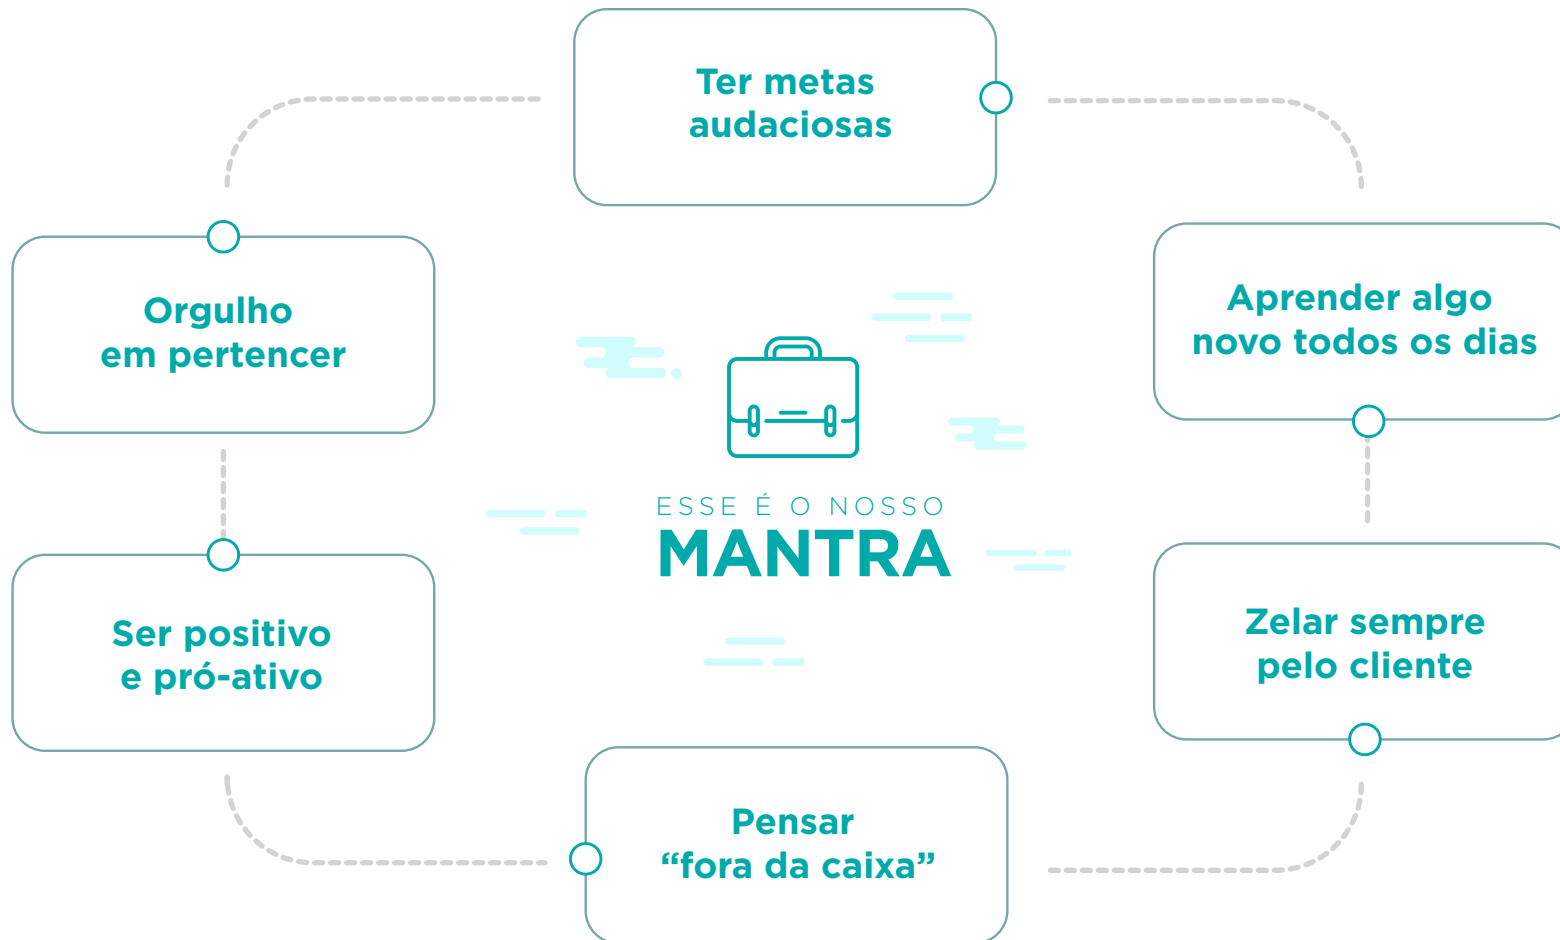 Ter metas
audaciosas
Orgulho
em pertencer
Aprender algo
novo todos os dias
ESSE É O NOSSO
MANTRA
Ser positivo
e pró-ativo
Zelar sempre
pelo cliente
Pensar
“fora da caixa”